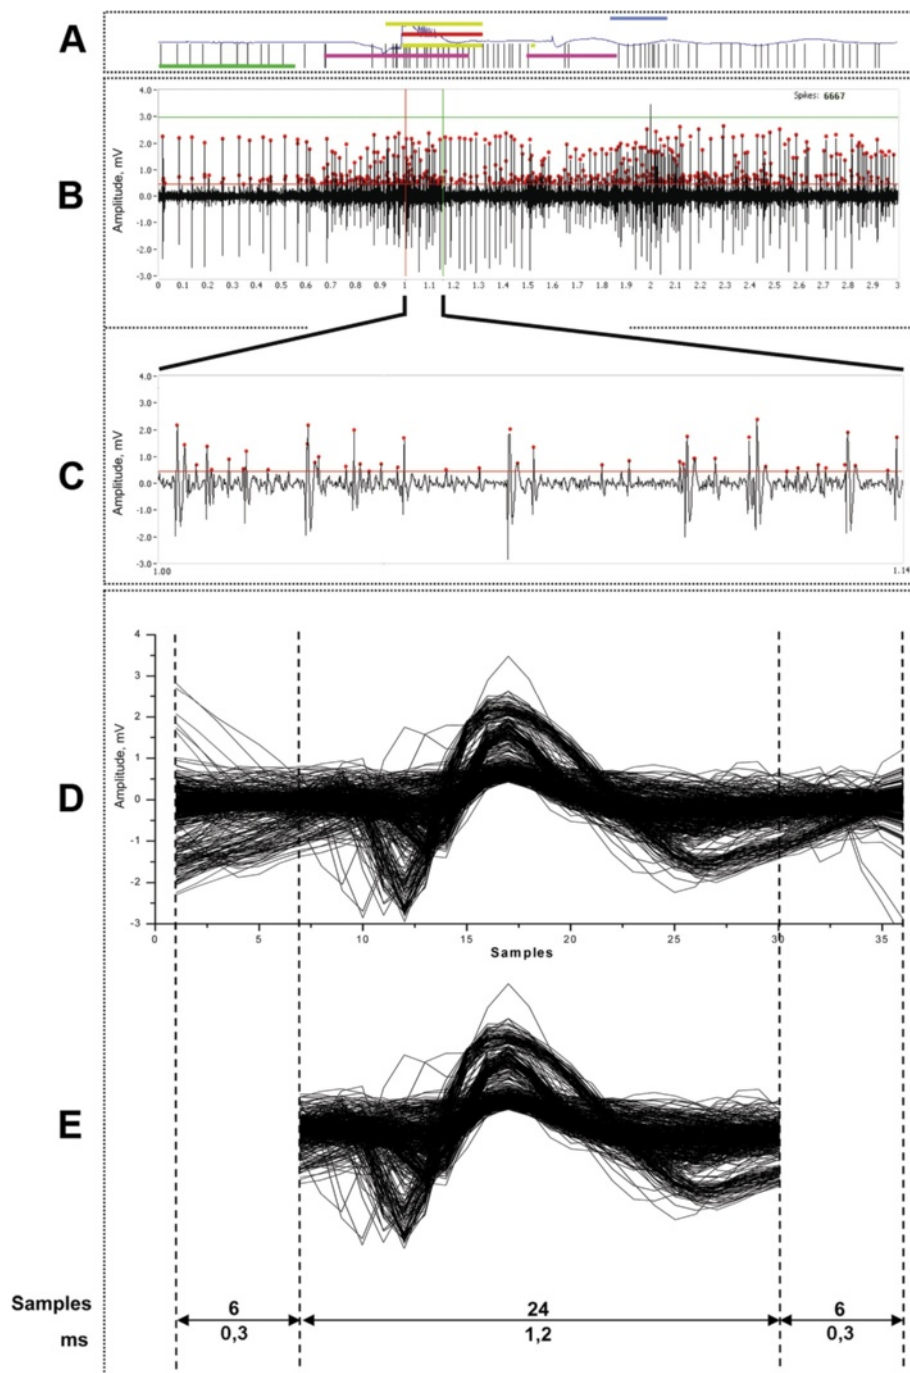 A
B
Amplitude, mV
4.0
3.0
2.0
1.0
0.0
-1.0
-2.0
-3.0
Spikes: 6667
0 0.1 0.2 0.3 0.4 0.5 0.6 0.7 0.8 0.9 1 1.1 1.2 1.3 1.4 1.5 1.6 1.7 1.8 1.9 2 2.1 2.2 2.3 2.4 2.5 2.6 2.7 2.8 2.9 3
C
Amplitude, mV
4.0
3.0
2.0
1.0
0.0
-1.0
-2.0
-3.0
1.00 1.14
D
Amplitude, mV
4
3
2
1
0
-1
-2
-3
0 5 10 15 20 25 30 35
Samples
E
Samples 6 24 6
ms 0,3 1,2 0,3